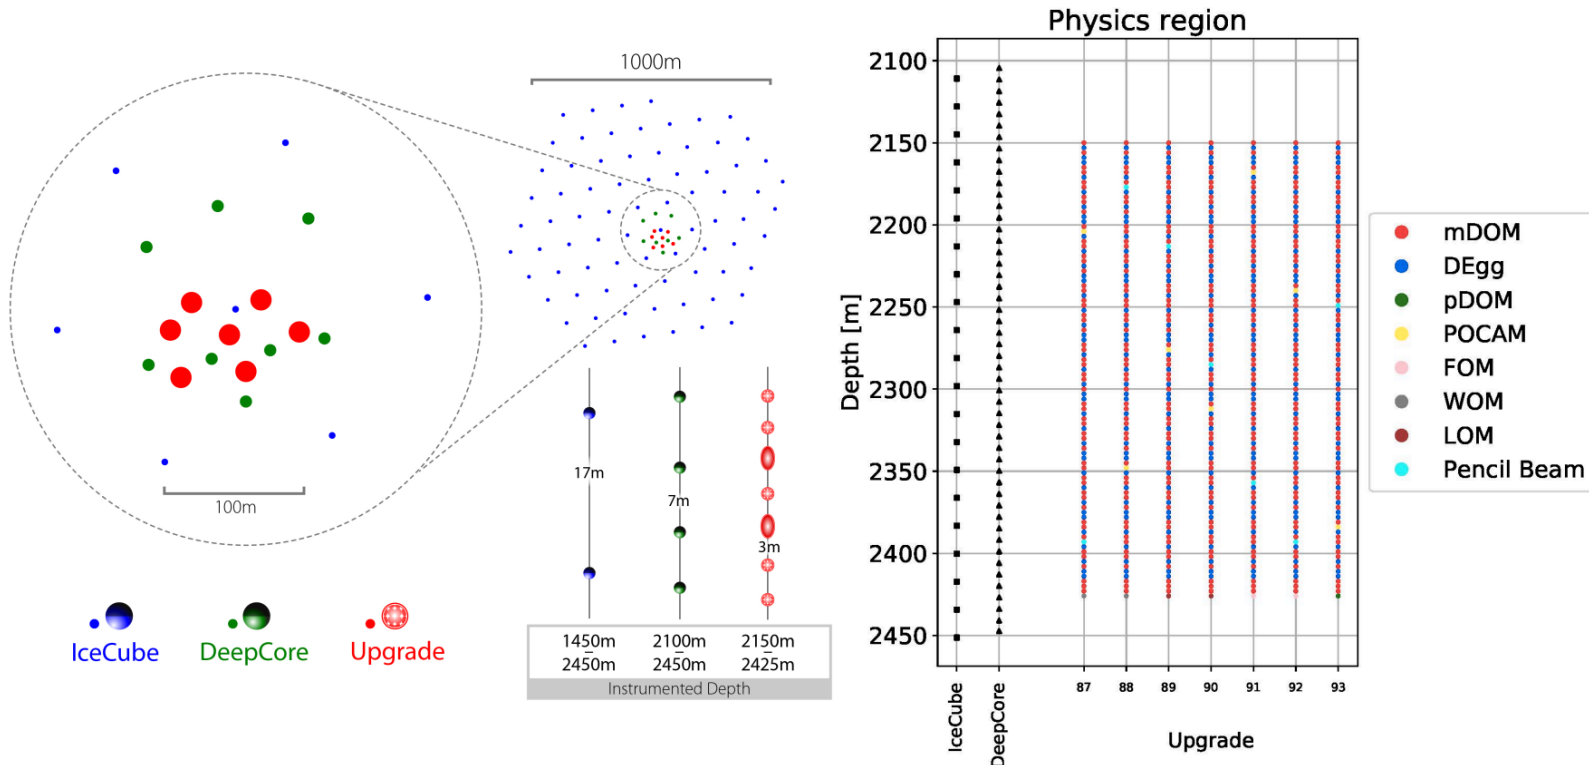 1000m
100m
IceCube
DeepCore
Upgrade
17m
7m
3m
1450m
2450m
2100m
2450m
2150m
2425m
Instrumented Depth
Physics region
Depth [m]
2100
2150
2200
2250
2300
2350
2400
2450
IceCube
DeepCore
87
88
89
90
91
92
93
Upgrade
mDOM
DEgg
pDOM
POCAM
FOM
WOM
LOM
Pencil Beam